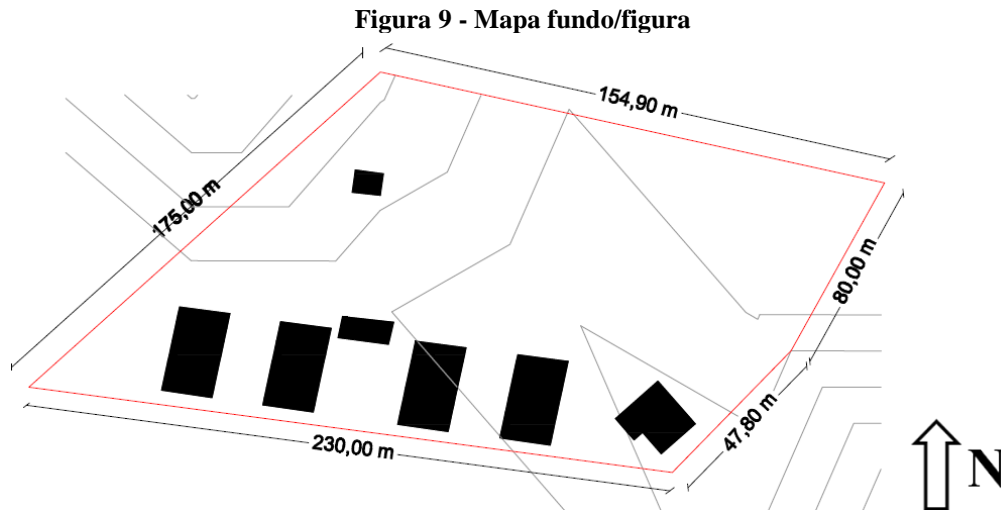 Figura 9 - Mapa fundo/figura
154,90 m
175,00 m
80,00 m
47,80 m
230,00 m
N